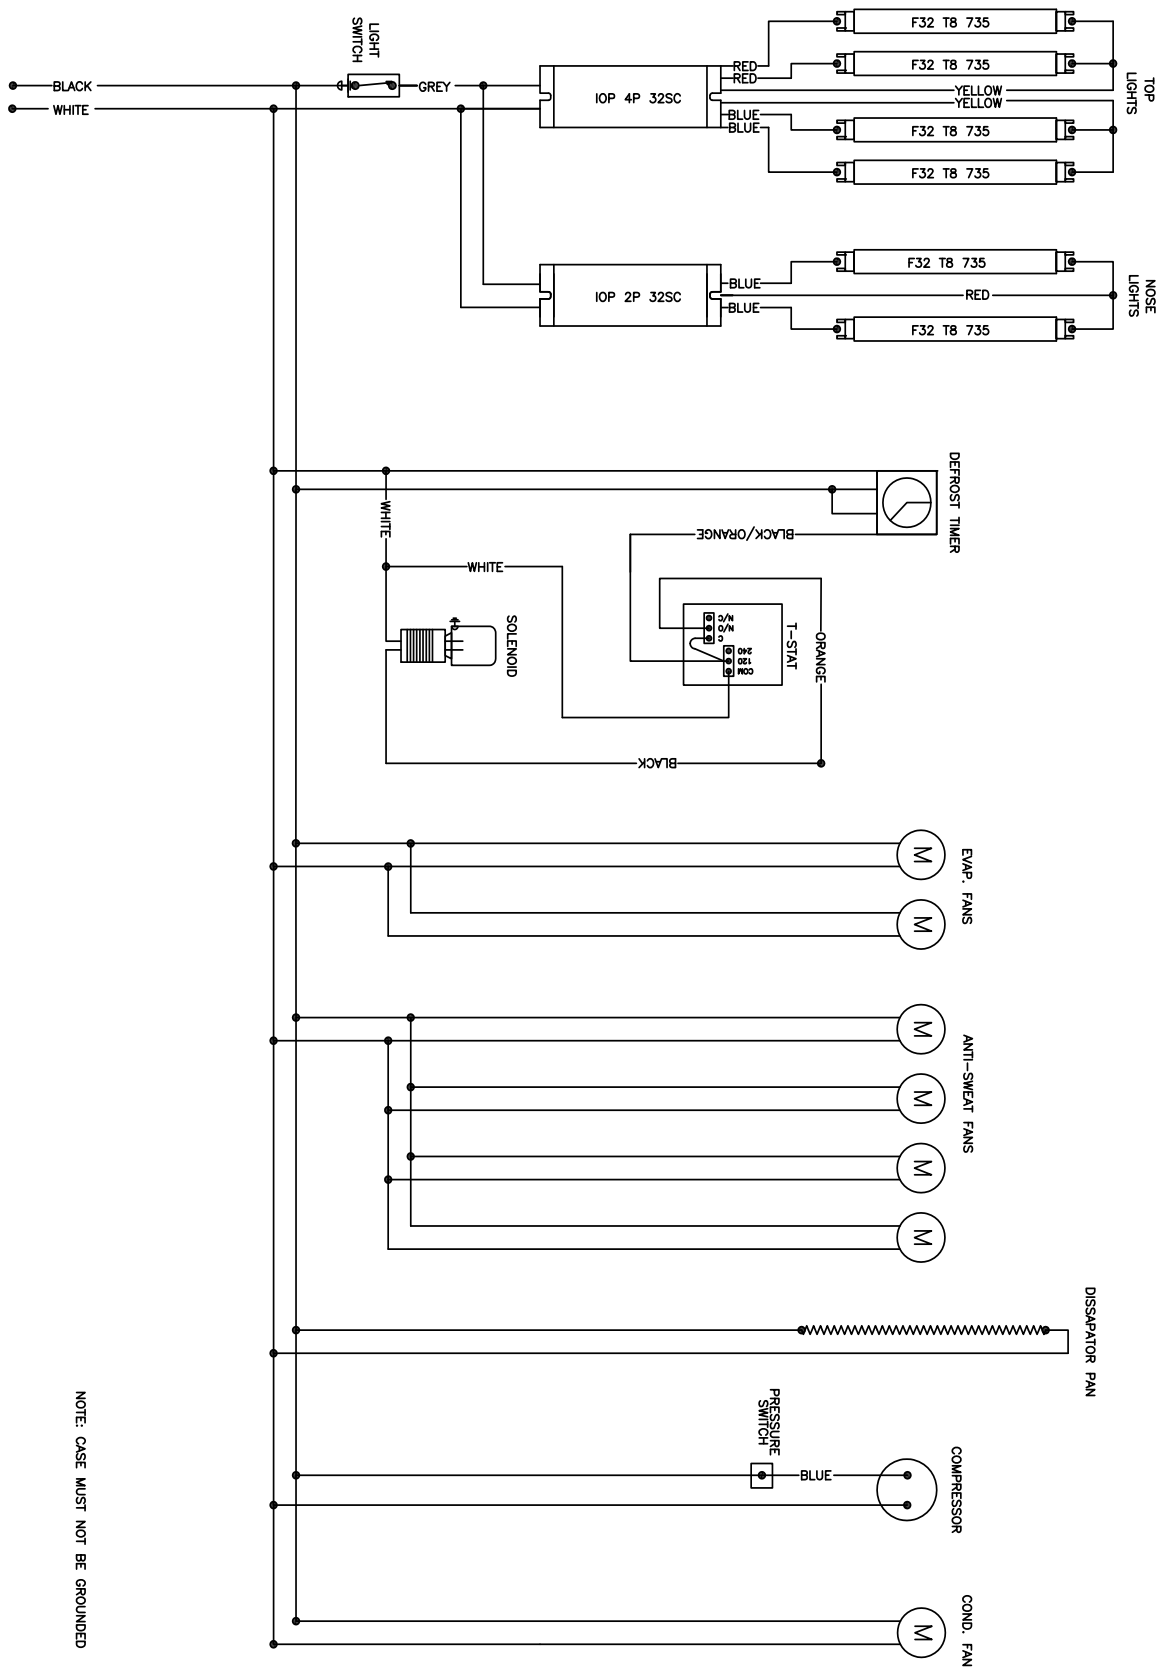 LIGHT
SWITCH
BLACK
WHITE
GREY
IOP 4P 32SC
RED
RED
YELLOW
YELLOW
BLUE
BLUE
F32 T8 735
F32 T8 735
F32 T8 735
F32 T8 735
TOP
LIGHTS
IOP 2P 32SC
BLUE
RED
BLUE
F32 T8 735
F32 T8 735
NOSE
LIGHTS
DEFROST TIMER
WHITE
BLACK/ORANGE
WHITE
SOLENOID
N/C
N/O
C
240
120
COM
T-STAT
ORANGE
BLACK
M
M
EVAP. FANS
M
M
M
M
ANTI-SWEAT FANS
DISSAPATOR PAN
PRESSURE
SWITCH
BLUE
COMPRESSOR
M
COND. FAN
NOTE: CASE MUST NOT BE GROUNDED